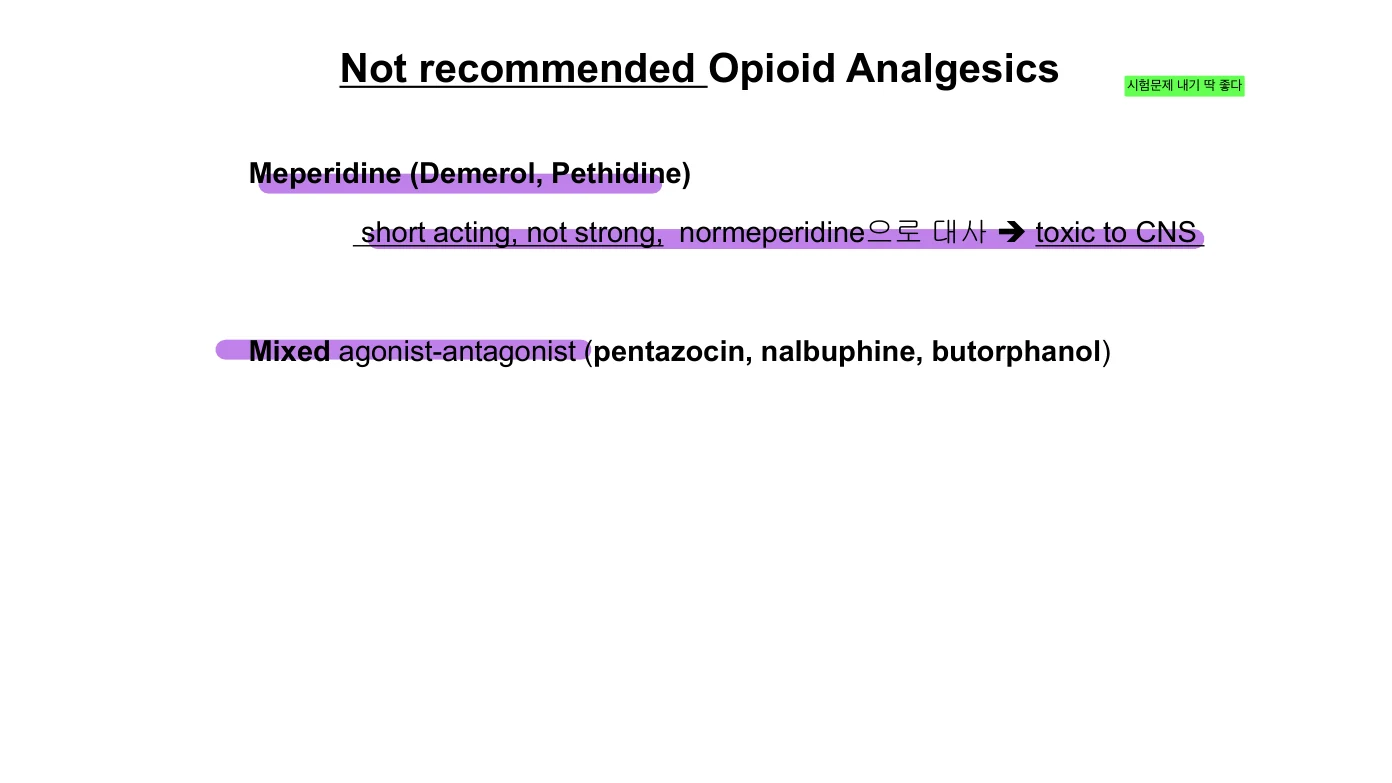 Not recommended Opioid Analgesics
시험문제 내기 딱 좋다
Meperidine (Demerol, Pethidine)
short acting, not strong, normeperidine으로 대사 ➔ toxic to CNS
Mixed agonist-antagonist (pentazocin, nalbuphine, butorphanol)